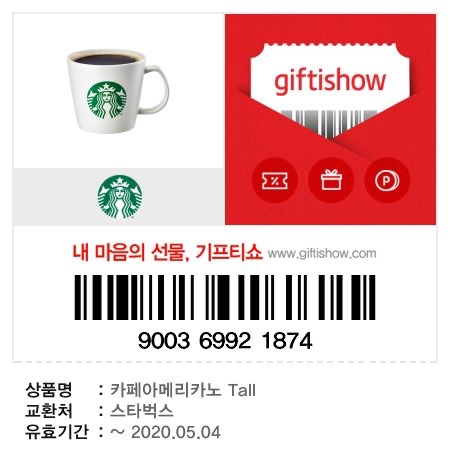 giftishow
내 마음의 선물, 기프티쇼 www.giftishow.com
9003 6992 1874
상품명 : 카페아메리카노 Tall
교환처 : 스타벅스
유효기간 : ~ 2020.05.04